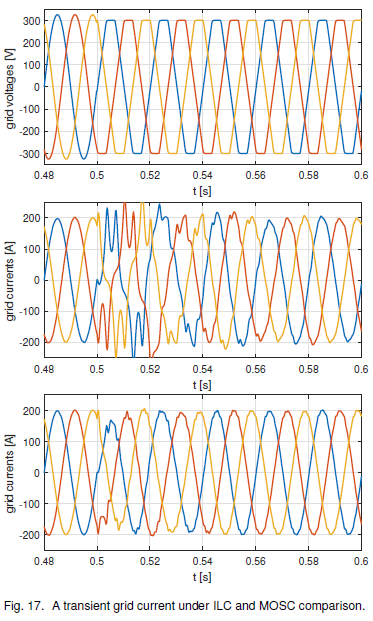 300
200
100
0
-100
-200
-300
grid voltages [V]
0.48 0.5 0.52 0.54 0.56 0.58 0.6
t [s]
200
100
0
-100
-200
grid currents [A]
0.48 0.5 0.52 0.54 0.56 0.58 0.6
t [s]
200
100
0
-100
-200
grid currents [A]
0.48 0.5 0.52 0.54 0.56 0.58 0.6
t [s]
Fig. 17. A transient grid current under ILC and MOSC comparison.